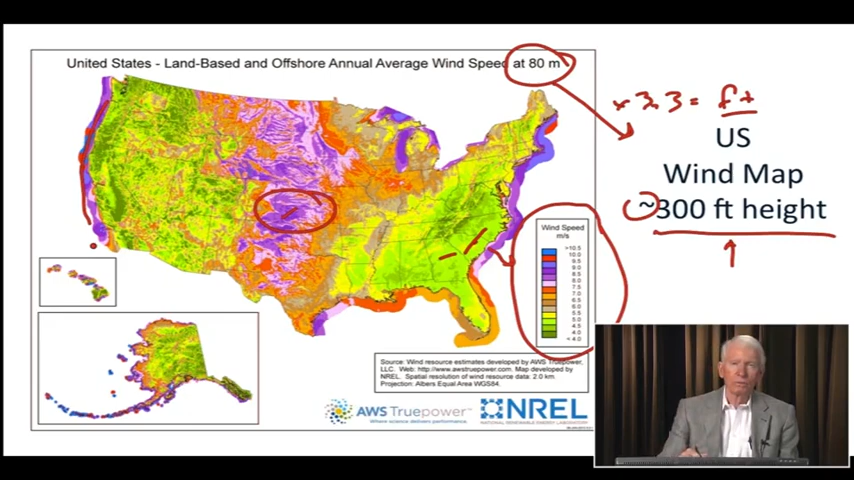 United States - Land-Based and Offshore Annual Average Wind Speed at 80 m
x 3.3 = ft
US
Wind Map
~300 ft height
Wind Speed
m/s
>10.5
10.0
9.5
9.0
8.5
8.0
7.5
7.0
6.5
6.0
5.5
5.0
4.5
4.0
< 4.0
Source: Wind resource estimates developed by AWS Truepower,
LLC. Web: http://www.awstruepower.com. Map developed by
NREL. Spatial resolution of wind resource data: 2.0 km.
Projection: Albers Equal Area WGS84.
AWS Truepower™
Where science delivers performance.
NREL
NATIONAL RENEWABLE ENERGY LABORATORY